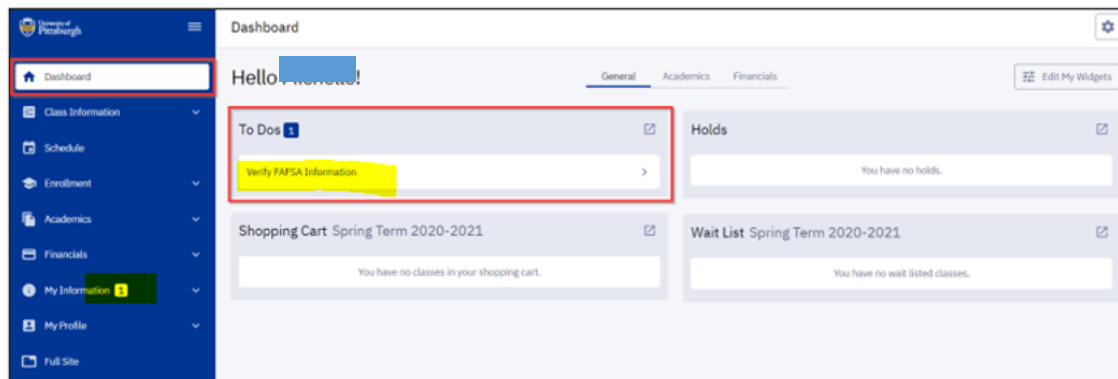 University of
Pittsburgh
Dashboard
Class Information
Schedule
Enrollment
Academics
Financials
My Information 1
My Profile
Full Site
Dashboard
Hello
General Academics Financials
Edit My Widgets
To Dos 1
Verify FAFSA Information
Holds
You have no holds.
Shopping Cart Spring Term 2020-2021
You have no classes in your shopping cart.
Wait List Spring Term 2020-2021
You have no wait listed classes.